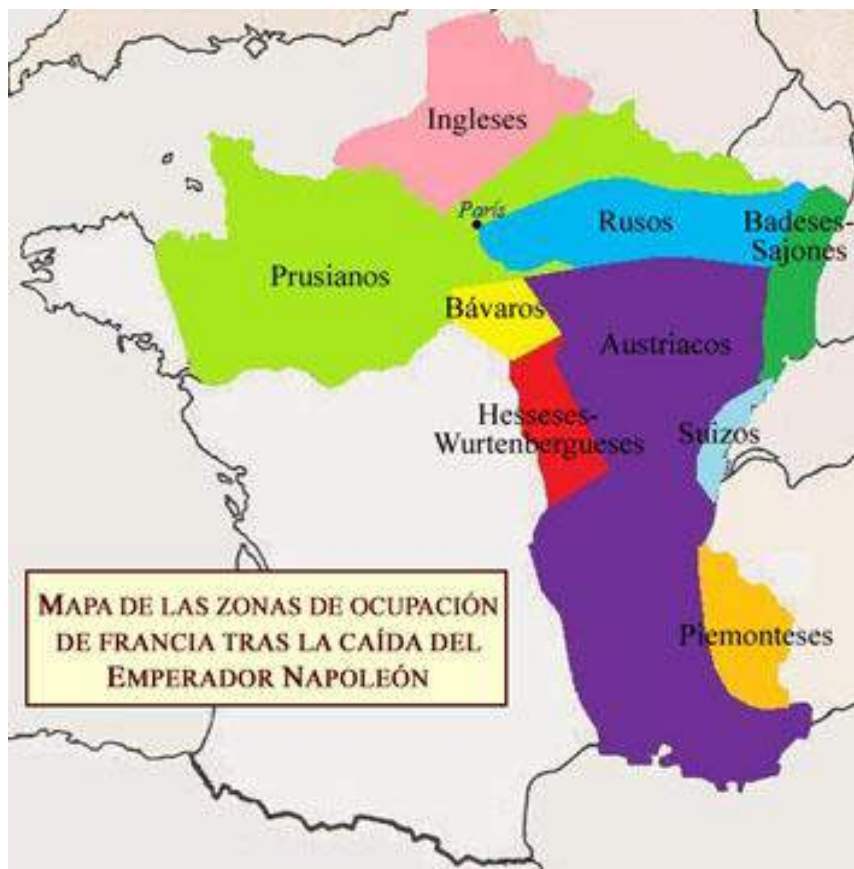 Ingleses
París
Rusos
Badeses-
Sajones
Prusianos
Bávaros
Austriacos
Hesseses-
Wurtenbergueses
Suizos
Piemonteses
MAPA DE LAS ZONAS DE OCUPACIÓN
DE FRANCIA TRAS LA CAÍDA DEL
EMPERADOR NAPOLEÓN